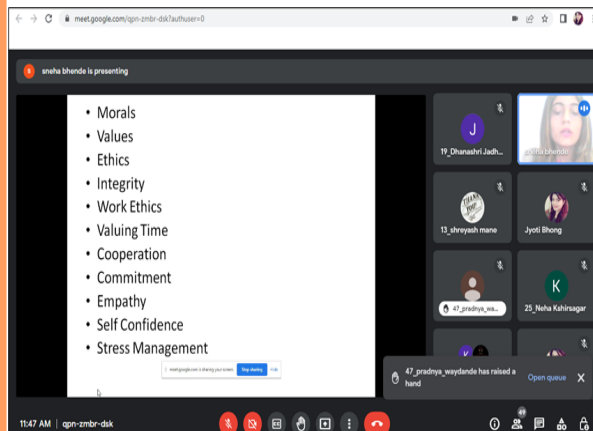 meet.google.com/qpn-zmbr-dsk?authuser=0
S sneha bhende is presenting
• Morals
• Values
• Ethics
• Integrity
• Work Ethics
• Valuing Time
• Cooperation
• Commitment
• Empathy
• Self Confidence
• Stress Management
meet.google.com is sharing your screen. Stop sharing Hide
J
19_Dhanashri Jadh...
sneha bhende
13_shreyash mane
Jyoti Bhong
47_pradnya_wa...
K
25_Neha Kshirsagar
47_pradnya_waydande has raised a
hand
Open queue X
11:47 AM | qpn-zmbr-dsk
49